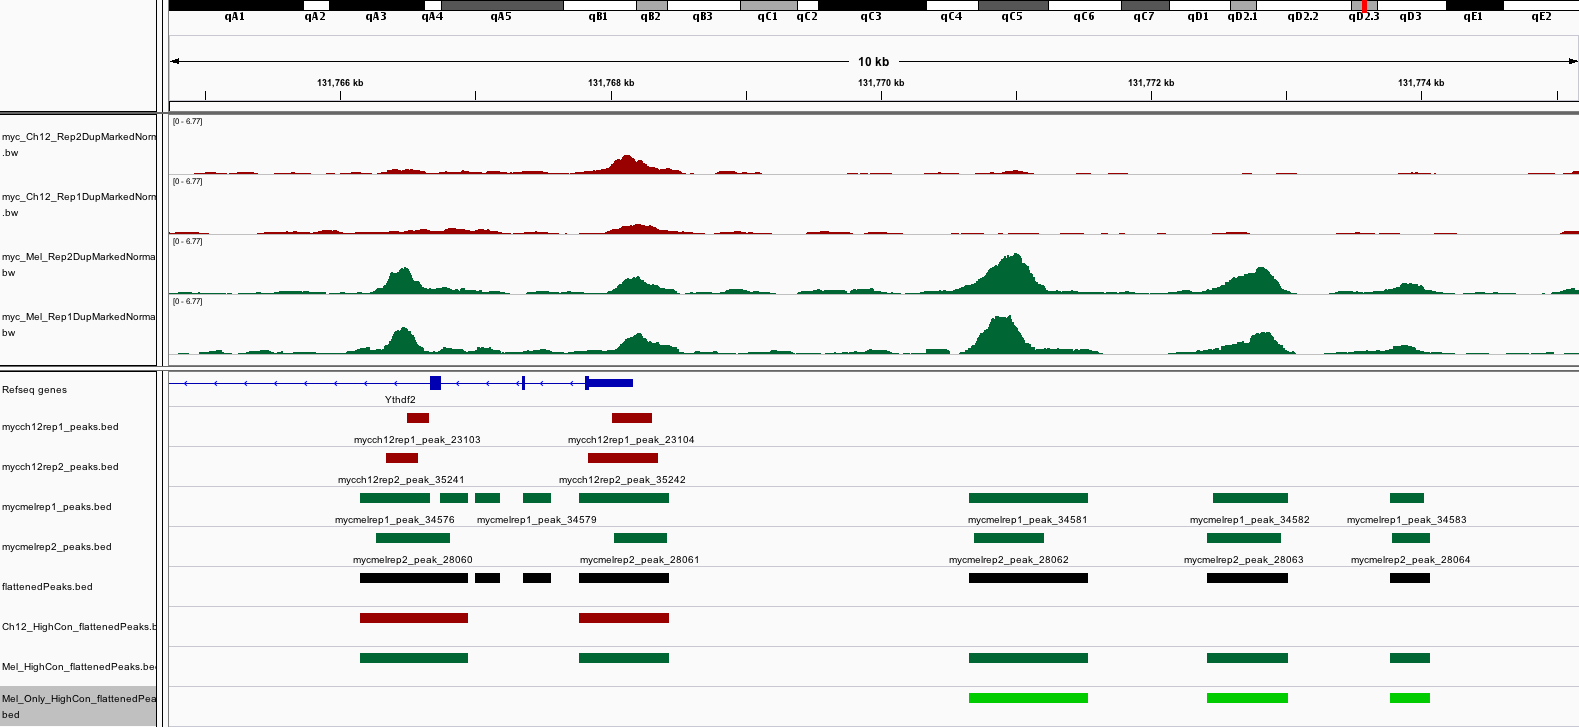 qA1 qA2 qA3 qA4 qA5 qB1 qB2 qB3 qC1 qC2 qC3 qC4 qC5 qC6 qC7 qD1 qD2.1 qD2.2 qD2.3 qD3 qE1 qE2
10 kb
131,766 kb 131,768 kb 131,770 kb 131,772 kb 131,774 kb
[0 - 6.77]
myc_Ch12_Rep2DupMarkedNorm
.bw
[0 - 6.77]
myc_Ch12_Rep1DupMarkedNorm
.bw
[0 - 6.77]
myc_Mel_Rep2DupMarkedNorma
bw
[0 - 6.77]
myc_Mel_Rep1DupMarkedNorma
bw
Refseq genes
Ythdf2
mycch12rep1_peaks.bed
mycch12rep1_peak_23103 mycch12rep1_peak_23104
mycch12rep2_peaks.bed
mycch12rep2_peak_35241 mycch12rep2_peak_35242
mycmelrep1_peaks.bed
mycmelrep1_peak_34576 mycmelrep1_peak_34579 mycmelrep1_peak_34581 mycmelrep1_peak_34582 mycmelrep1_peak_34583
mycmelrep2_peaks.bed
mycmelrep2_peak_28060 mycmelrep2_peak_28061 mycmelrep2_peak_28062 mycmelrep2_peak_28063 mycmelrep2_peak_28064
flattenedPeaks.bed
Ch12_HighCon_flattenedPeaks.b
Mel_HighCon_flattenedPeaks.be
Mel_Only_HighCon_flattenedPea
bed